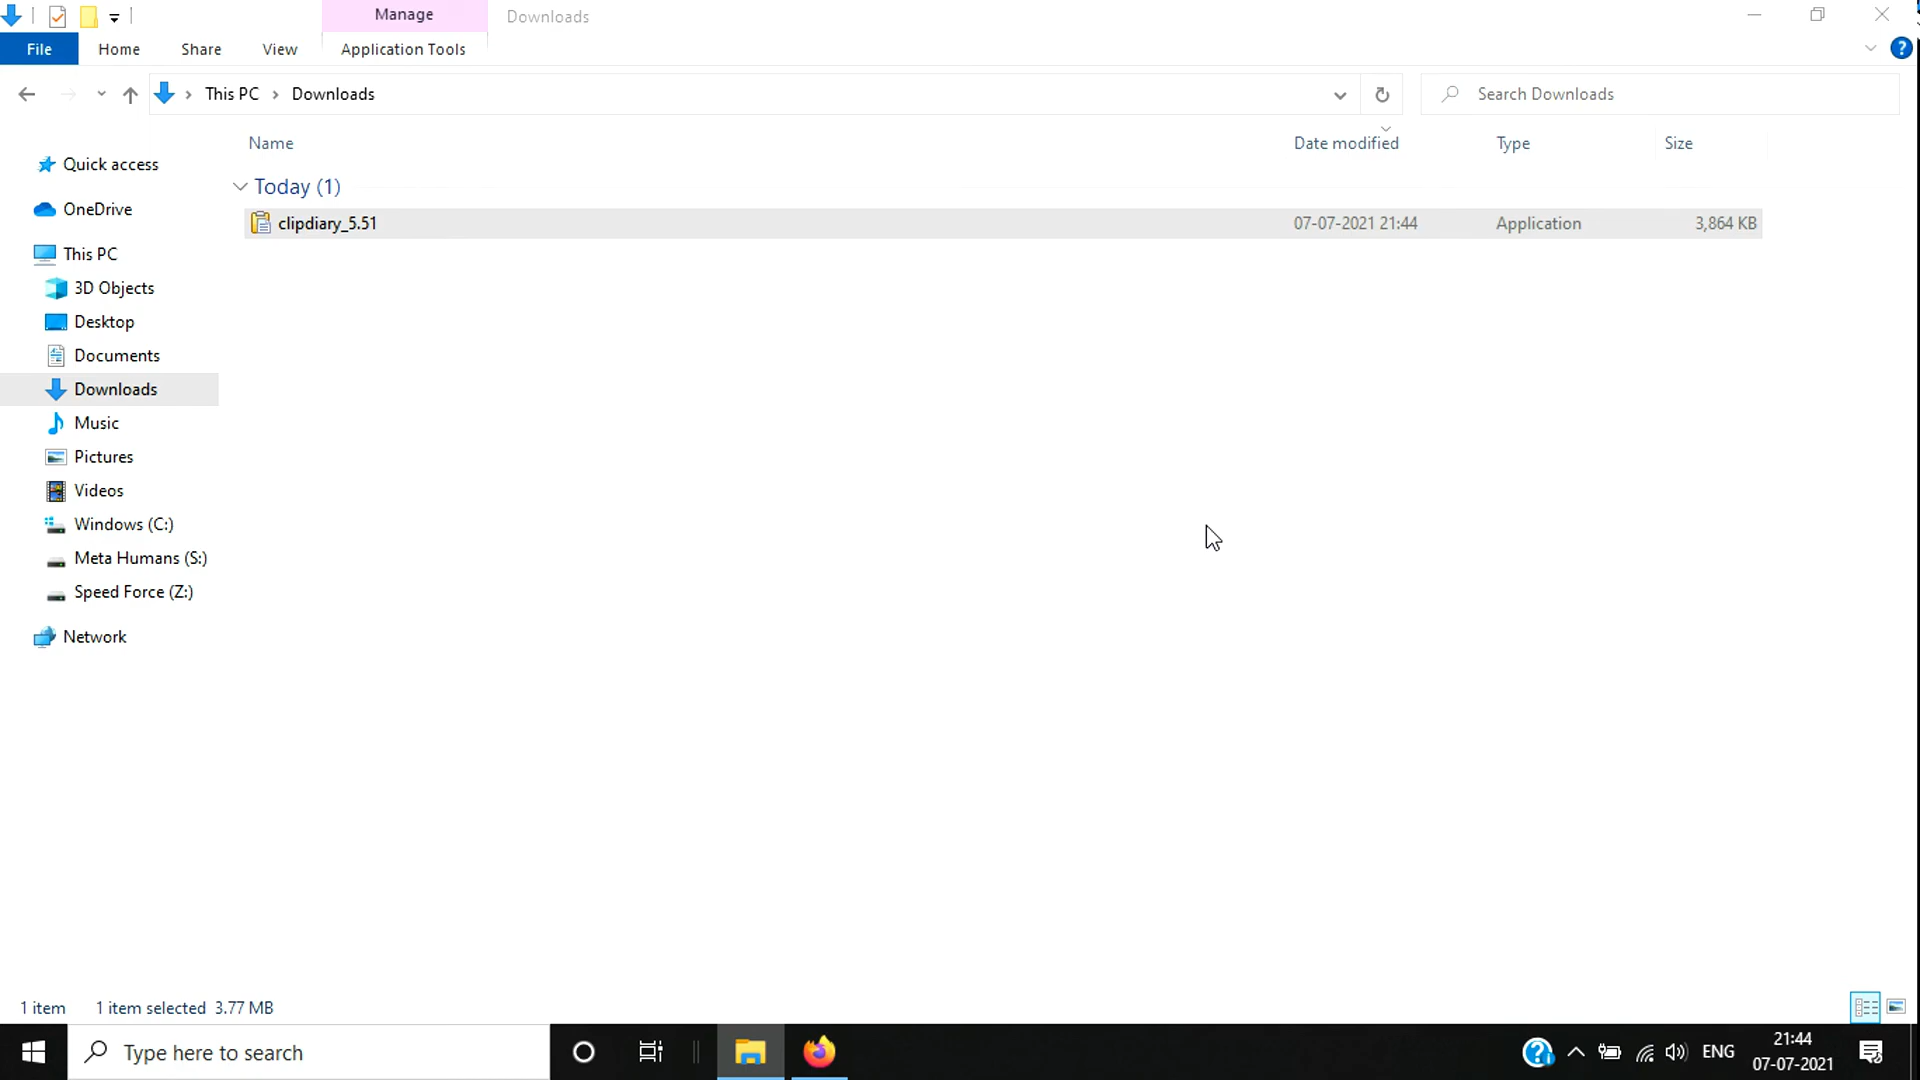 Manage
Downloads
File
Home
Share
View
Application Tools
This PC
Downloads
Search Downloads
Name
Date modified
Type
Size
Quick access
Today (1)
clipdiary_5.51
07-07-2021 21:44
Application
3,864 KB
OneDrive
This PC
3D Objects
Desktop
Documents
Downloads
Music
Pictures
Videos
Windows (C:)
Meta Humans (S:)
Speed Force (Z:)
Network
1 item
1 item selected 3.77 MB
Type here to search
ENG
21:44
07-07-2021